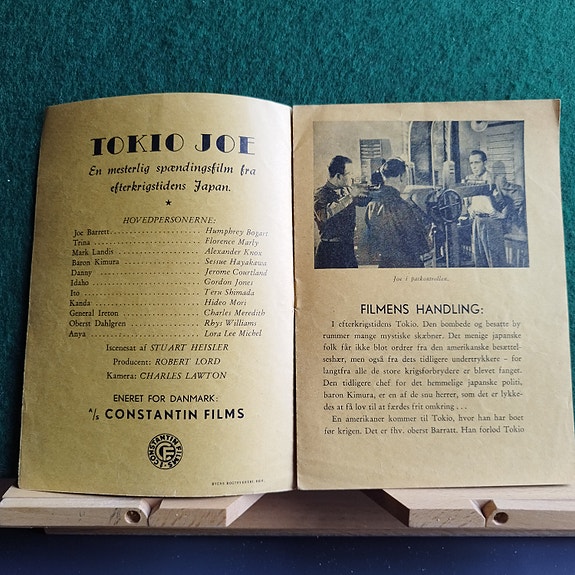 TOKIO JOE
En mesterlig spændingsfilm fra
efterkrigstidens Japan.
HOVEDPERSONERNE:
Joe Barrett.................... Humphrey Bogart
Trina.......................... Florence Marly
Mark Landis.................... Alexander Knox
Baron Kimura................... Sessue Hayakawa
Danny.......................... Jerome Courtland
Idaho.......................... Gordon Jones
Ito............................ Teru Shimada
Kanda.......................... Hideo Mori
General Ireton................. Charles Meredith
Oberst Dahlgren................ Rhys Williams
Anya........................... Lora Lee Michel
Iscenesat af STUART HEISLER
Producent: ROBERT LORD
Kamera: CHARLES LAWTON
ENERET FOR DANMARK:
A/S CONSTANTIN FILMS
CONSTANTIN FILMS
CF
Joe i paskontrollen.
FILMENS HANDLING:
I efterkrigstidens Tokio. Den bombede og besatte by
rummer mange mystiske skæbner. Det menige japanske
folk får ikke blot ordrer fra den amerikanske besættel-
seshær, men også fra dets tidligere undertrykkere – for
langtfra alle de store krigsforbrydere er blevet fanget.
Den tidligere chef for det hemmelige japanske politi,
baron Kimura, er en af de snu herrer, som det er lykke-
des at få lov til at færdes frit omkring . . .
En amerikaner kommer til Tokio, hvor han har boet
før krigen. Det er fhv. oberst Barratt. Han forlod Tokio